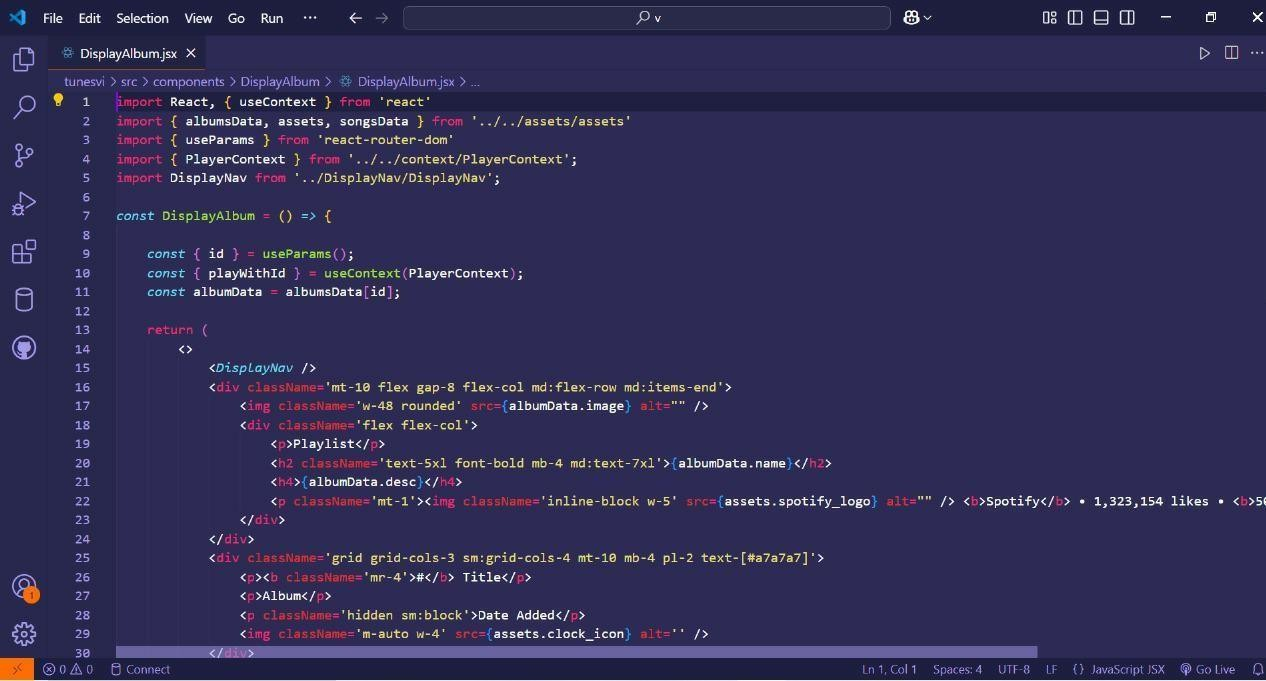 File Edit Selection View Go Run ··· v
DisplayAlbum.jsx
tunesvi > src > components > DisplayAlbum > DisplayAlbum.jsx > ...
1 import React, { useContext } from 'react'
2 import { albumsData, assets, songsData } from '../../assets/assets'
3 import { useParams } from 'react-router-dom'
4 import { PlayerContext } from '../../context/PlayerContext';
5 import DisplayNav from '../DisplayNav/DisplayNav';
6
7 const DisplayAlbum = () => {
8
9 const { id } = useParams();
10 const { playWithId } = useContext(PlayerContext);
11 const albumData = albumsData[id];
12
13 return (
14 <>
15 <DisplayNav />
16 <div className='mt-10 flex gap-8 flex-col md:flex-row md:items-end'>
17 <img className='w-48 rounded' src={albumData.image} alt="" />
18 <div className='flex flex-col'>
19 <p>Playlist</p>
20 <h2 className='text-5xl font-bold mb-4 md:text-7xl'>{albumData.name}</h2>
21 <h4>{albumData.desc}</h4>
22 <p className='mt-1'><img className='inline-block w-5' src={assets.spotify_logo} alt="" /> <b>Spotify</b> • 1,323,154 likes • <b>
23 </div>
24 </div>
25 <div className='grid grid-cols-3 sm:grid-cols-4 mt-10 mb-4 pl-2 text-[#a7a7a7]'>
26 <p><b className='mr-4'>#</b> Title</p>
27 <p>Album</p>
28 <p className='hidden sm:block'>Date Added</p>
29 <img className='m-auto w-4' src={assets.clock_icon} alt='' />
30 </div>
1
0 0 Connect Ln 1, Col 1 Spaces: 4 UTF-8 LF {} JavaScript JSX Go Live